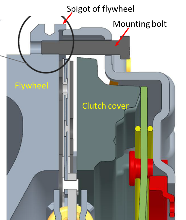 Spigot of flywheel
Mounting bolt
Flywheel
Clutch cover